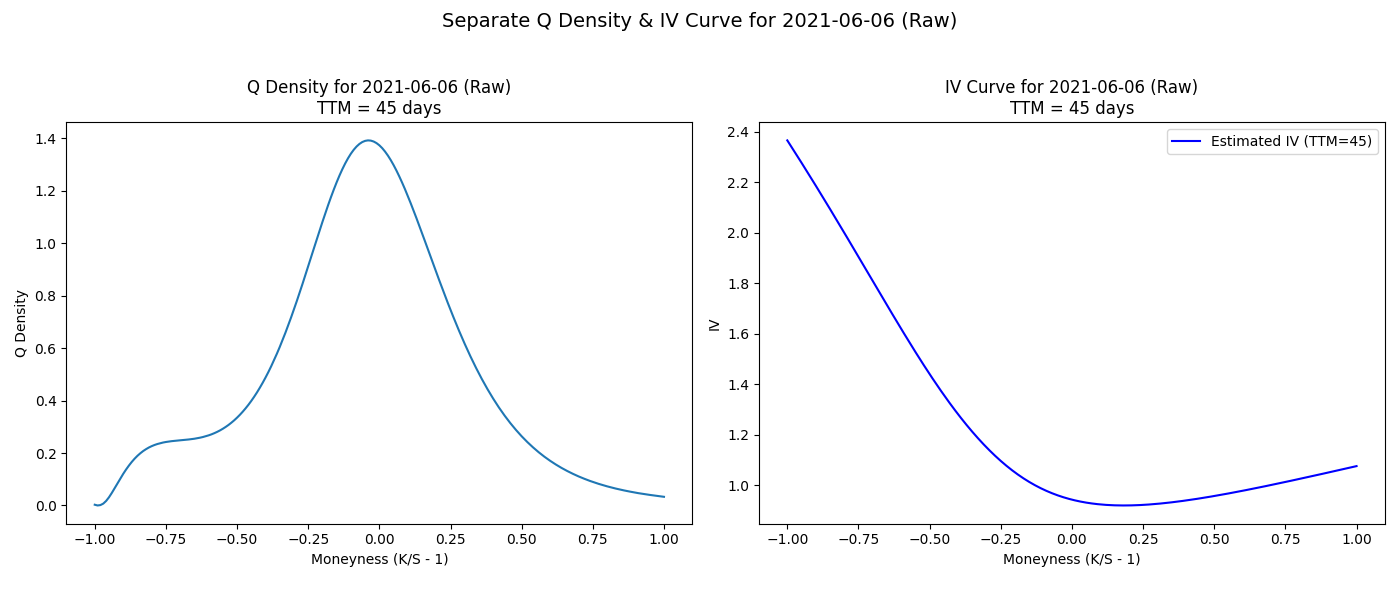 Separate Q Density & IV Curve for 2021-06-06 (Raw)
Q Density for 2021-06-06 (Raw)
TTM = 45 days
1.4
1.2
1.0
0.8
0.6
0.4
0.2
0.0
Q Density
−1.00 −0.75 −0.50 −0.25 0.00 0.25 0.50 0.75 1.00
Moneyness (K/S - 1)
IV Curve for 2021-06-06 (Raw)
TTM = 45 days
Estimated IV (TTM=45)
2.4
2.2
2.0
1.8
1.6
1.4
1.2
1.0
IV
−1.00 −0.75 −0.50 −0.25 0.00 0.25 0.50 0.75 1.00
Moneyness (K/S - 1)